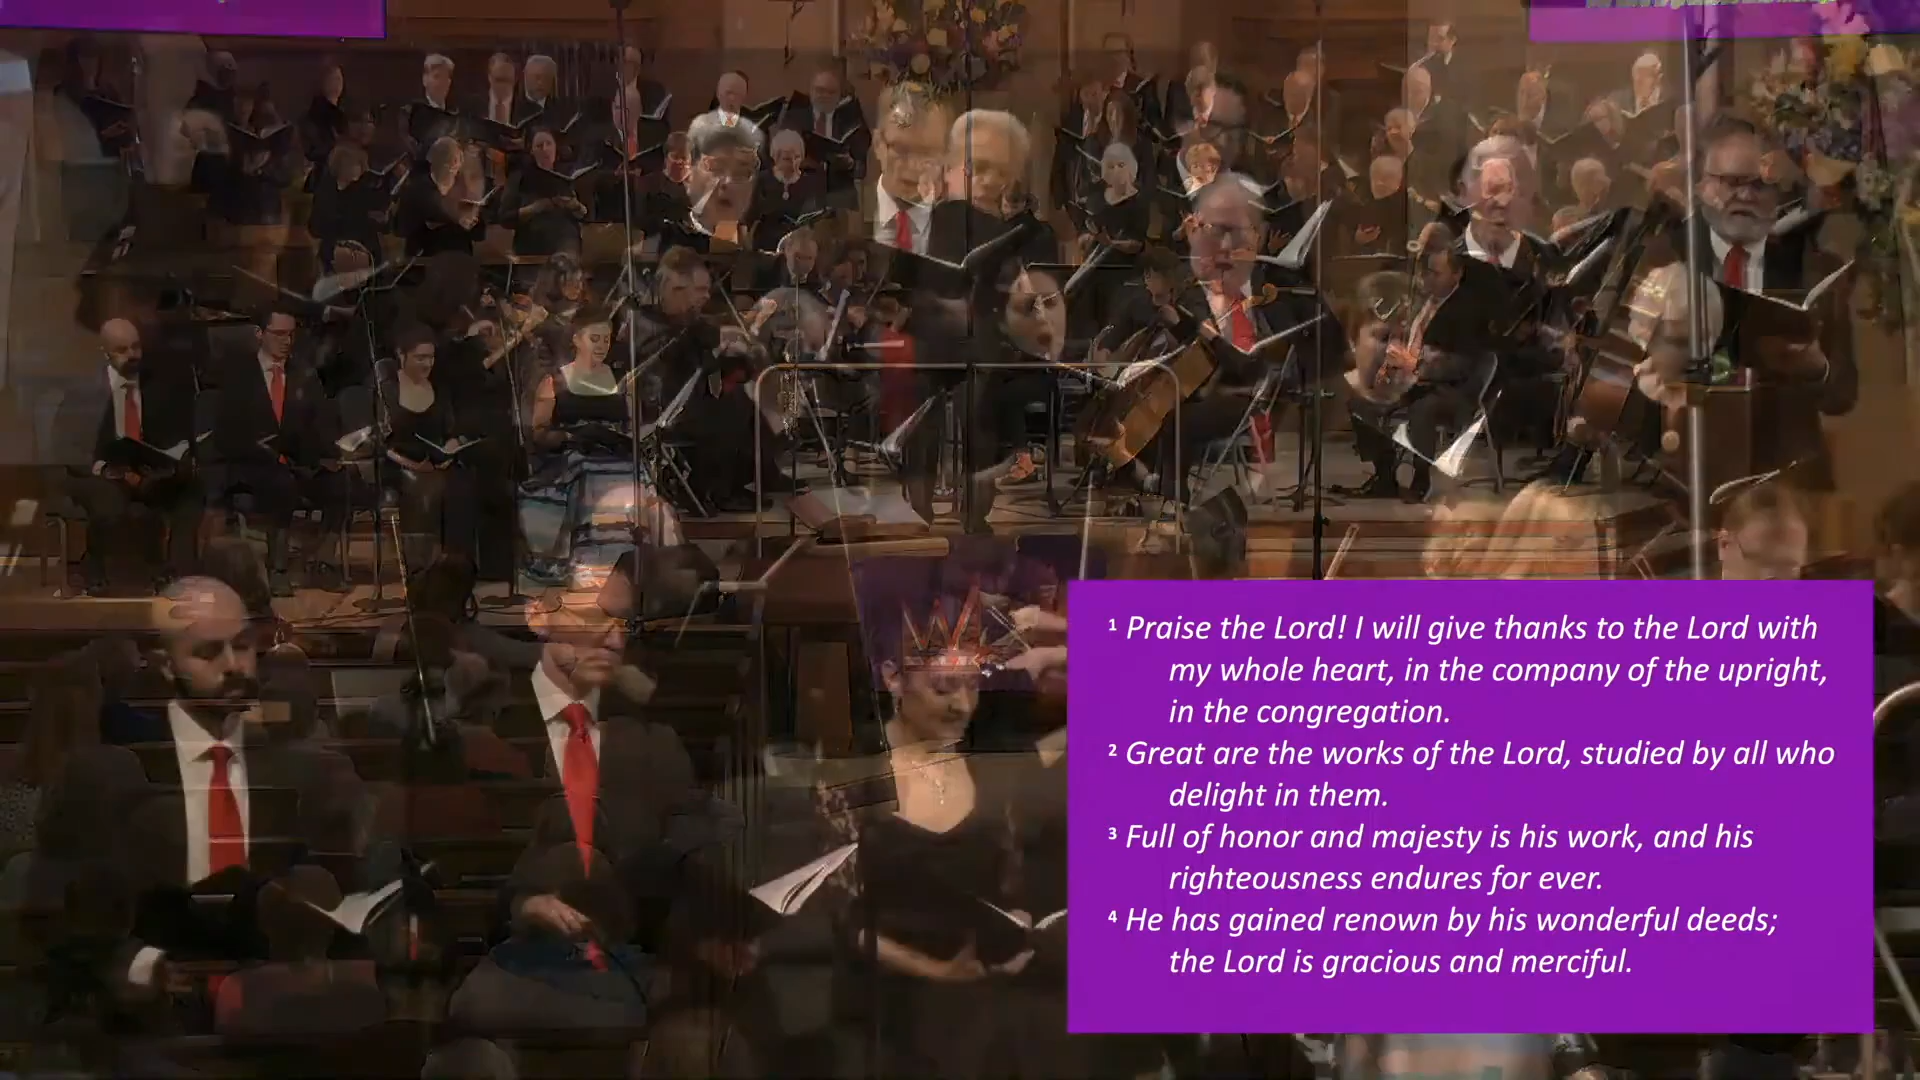 ¹ Praise the Lord! I will give thanks to the Lord with
my whole heart, in the company of the upright,
in the congregation.
² Great are the works of the Lord, studied by all who
delight in them.
³ Full of honor and majesty is his work, and his
righteousness endures for ever.
⁴ He has gained renown by his wonderful deeds;
the Lord is gracious and merciful.